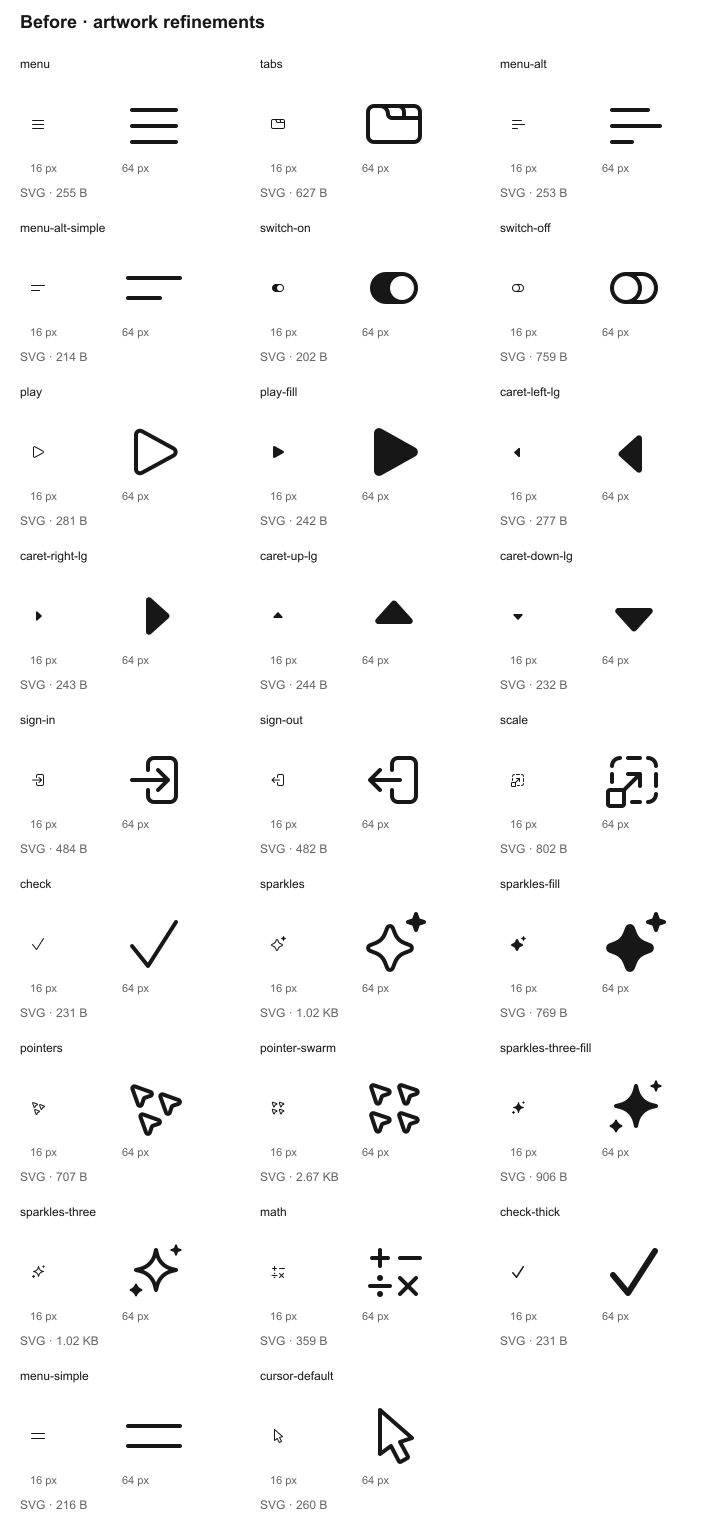 Before · artwork refinements
menu tabs menu-alt
16 px 64 px 16 px 64 px 16 px 64 px
SVG · 255 B SVG · 627 B SVG · 253 B
menu-alt-simple switch-on switch-off
16 px 64 px 16 px 64 px 16 px 64 px
SVG · 214 B SVG · 202 B SVG · 759 B
play play-fill caret-left-lg
16 px 64 px 16 px 64 px 16 px 64 px
SVG · 281 B SVG · 242 B SVG · 277 B
caret-right-lg caret-up-lg caret-down-lg
16 px 64 px 16 px 64 px 16 px 64 px
SVG · 243 B SVG · 244 B SVG · 232 B
sign-in sign-out scale
16 px 64 px 16 px 64 px 16 px 64 px
SVG · 484 B SVG · 482 B SVG · 802 B
check sparkles sparkles-fill
16 px 64 px 16 px 64 px 16 px 64 px
SVG · 231 B SVG · 1.02 KB SVG · 769 B
pointers pointer-swarm sparkles-three-fill
16 px 64 px 16 px 64 px 16 px 64 px
SVG · 707 B SVG · 2.67 KB SVG · 906 B
sparkles-three math check-thick
16 px 64 px 16 px 64 px 16 px 64 px
SVG · 1.02 KB SVG · 359 B SVG · 231 B
menu-simple cursor-default
16 px 64 px 16 px 64 px
SVG · 216 B SVG · 260 B